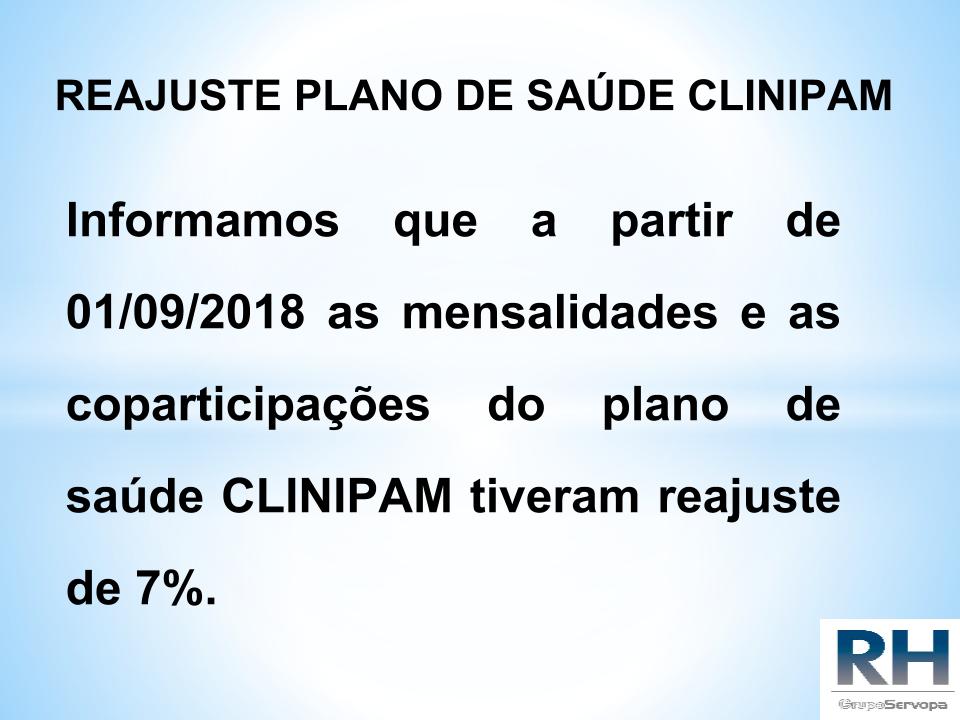 REAJUSTE PLANO DE SAÚDE CLINIPAM
Informamos que a partir de
01/09/2018 as mensalidades e as
coparticipações do plano de
saúde CLINIPAM tiveram reajuste
de 7%.
RH
GrupoServopa